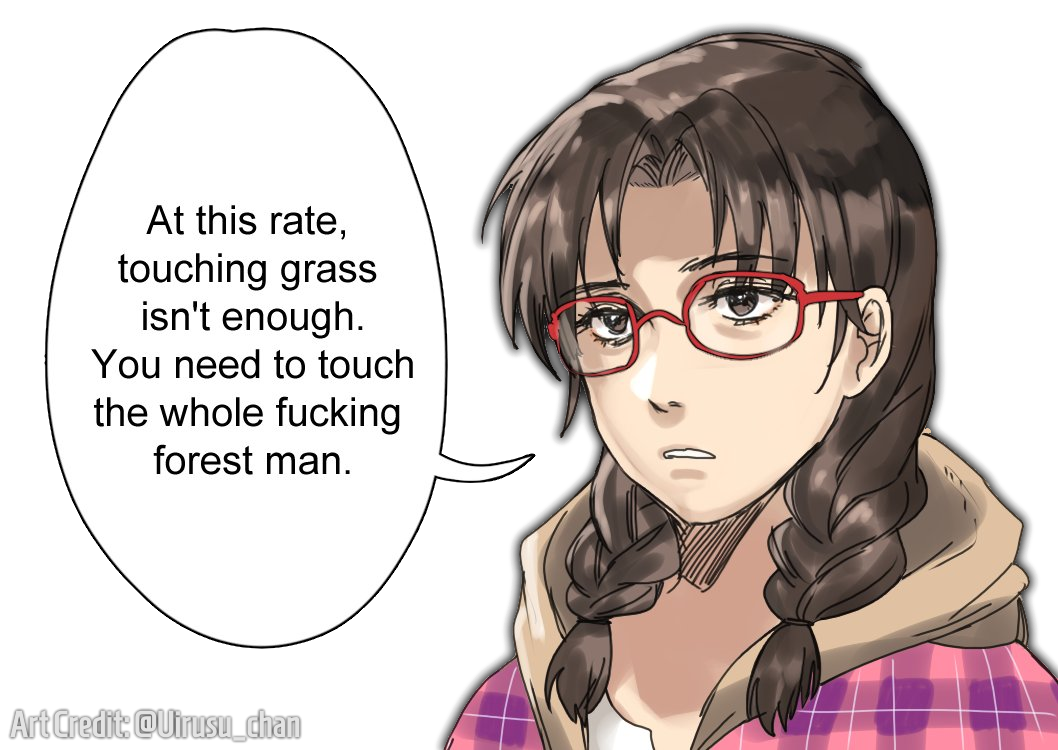 At this rate,
touching grass
isn't enough.
You need to touch
the whole fucking
forest man.
Art Credit: @Uirusu_chan